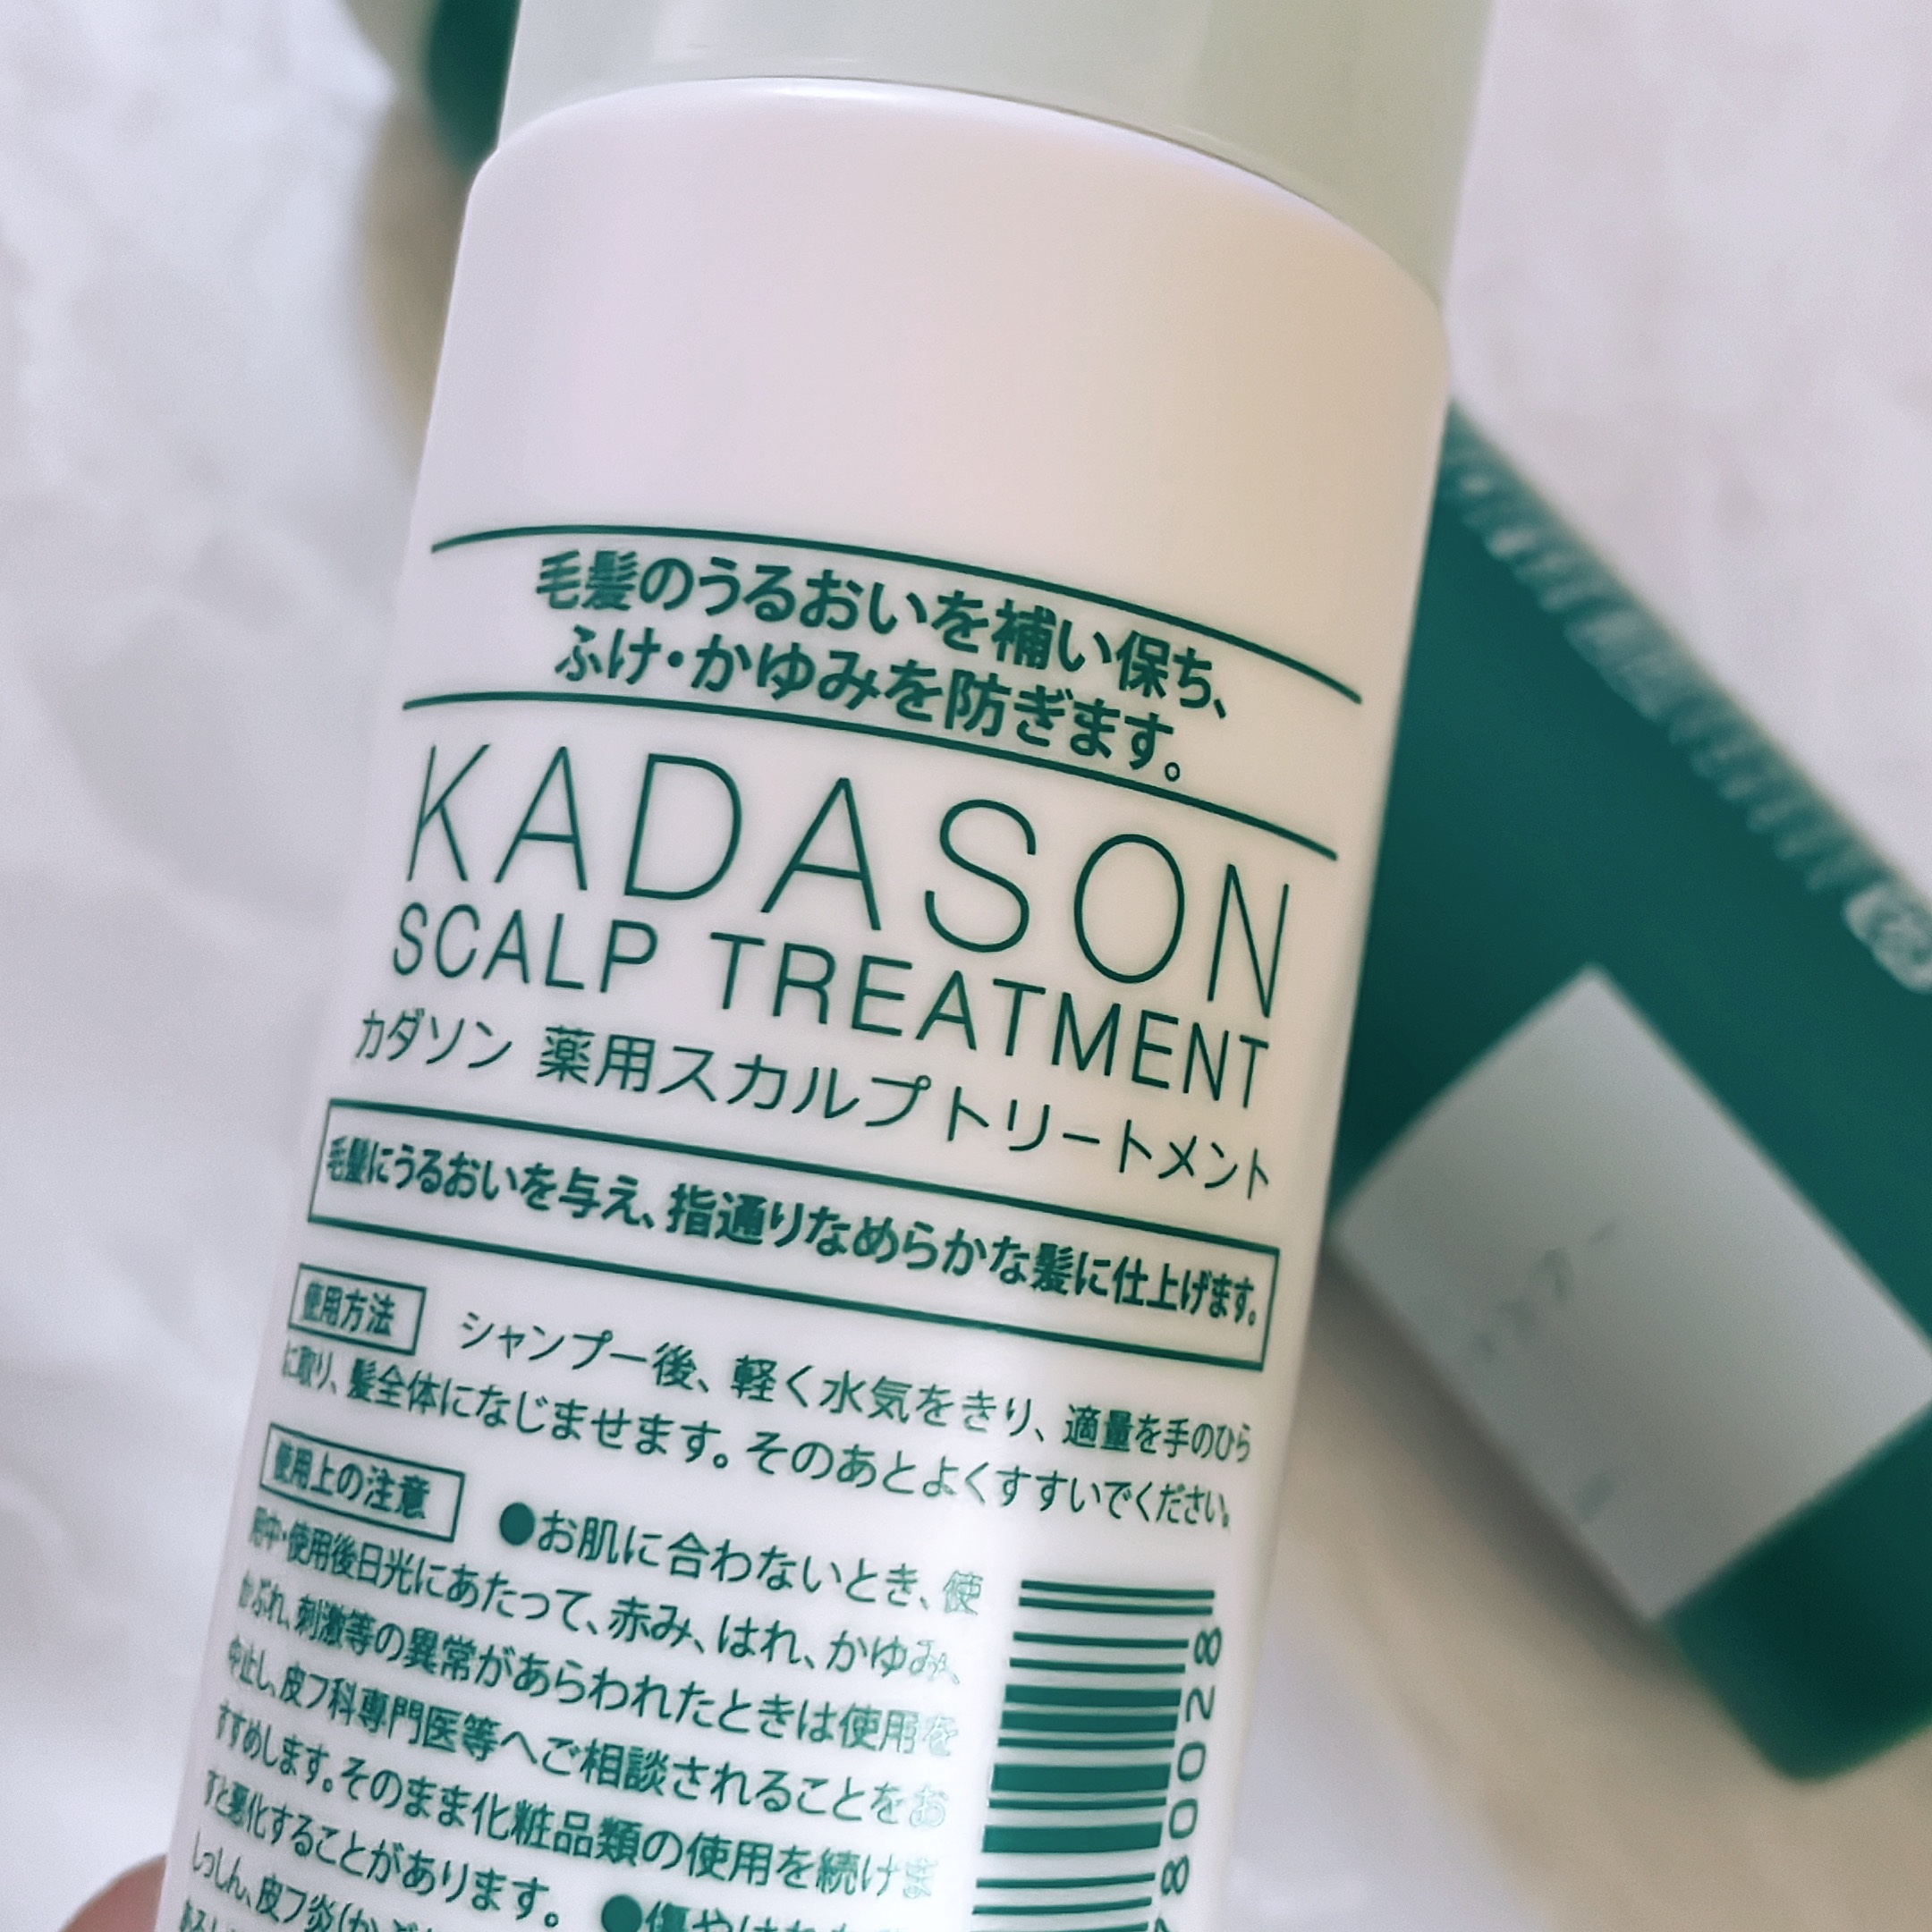 毛髪のうるおいを補い保ち、
ふけ・かゆみを防ぎます。
KADASON
SCALP TREATMENT
カダソン 薬用スカルプトリートメント
毛髪にうるおいを与え、指通りなめらかな髪に仕上げます。
使用方法 シャンプー後、軽く水気をきり、適量を手のひら
に取り、髪全体になじませます。そのあとよくすすいでください。
使用上の注意 ●お肌に合わないとき、使
用中・使用後日光にあたって、赤み、はれ、かゆみ、
かぶれ、刺激等の異常があらわれたときは使用を
中止し、皮フ科専門医等へご相談されることをお
すすめします。そのまま化粧品類の使用を続けま
すと悪化することがあります。 ●傷やはれもの
しっしん、皮フ炎(かぶ
780028